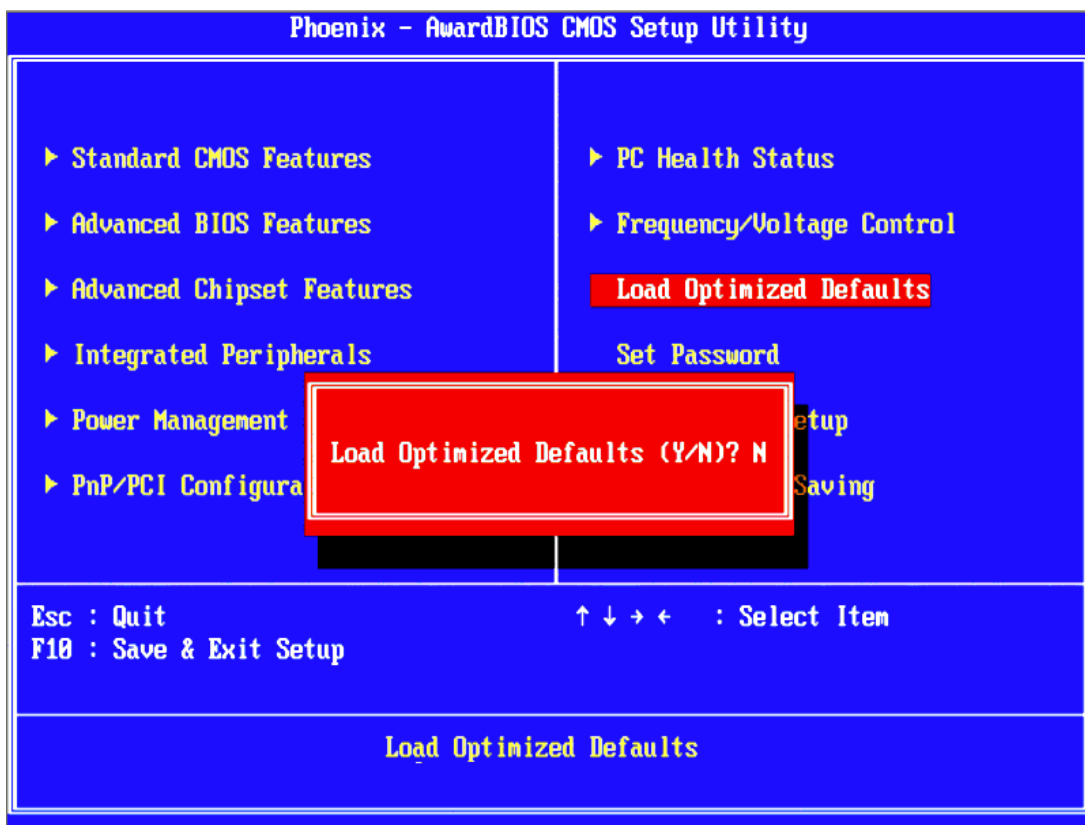 Phoenix - AwardBIOS CMOS Setup Utility
▶ Standard CMOS Features
▶ Advanced BIOS Features
▶ Advanced Chipset Features
▶ Integrated Peripherals
▶ Power Management
▶ PnP/PCI Configura
▶ PC Health Status
▶ Frequency/Voltage Control
Load Optimized Defaults
Set Password
etup
Saving
Load Optimized Defaults (Y/N)? N
Esc : Quit
F10 : Save & Exit Setup
↑ ↓ → ← : Select Item
Load Optimized Defaults